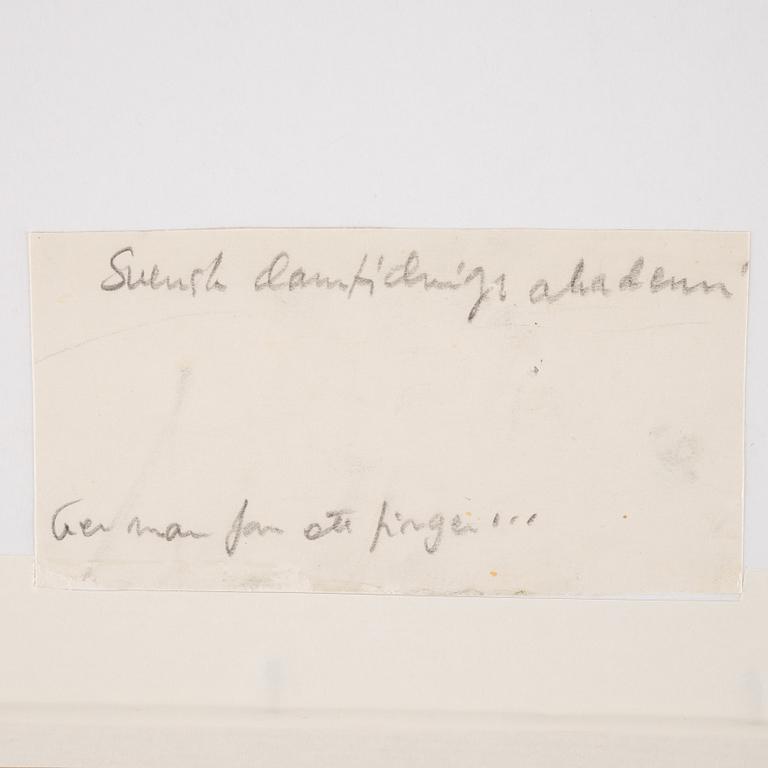 Svensk damtidnings akademi
Ger man fan ett finger...